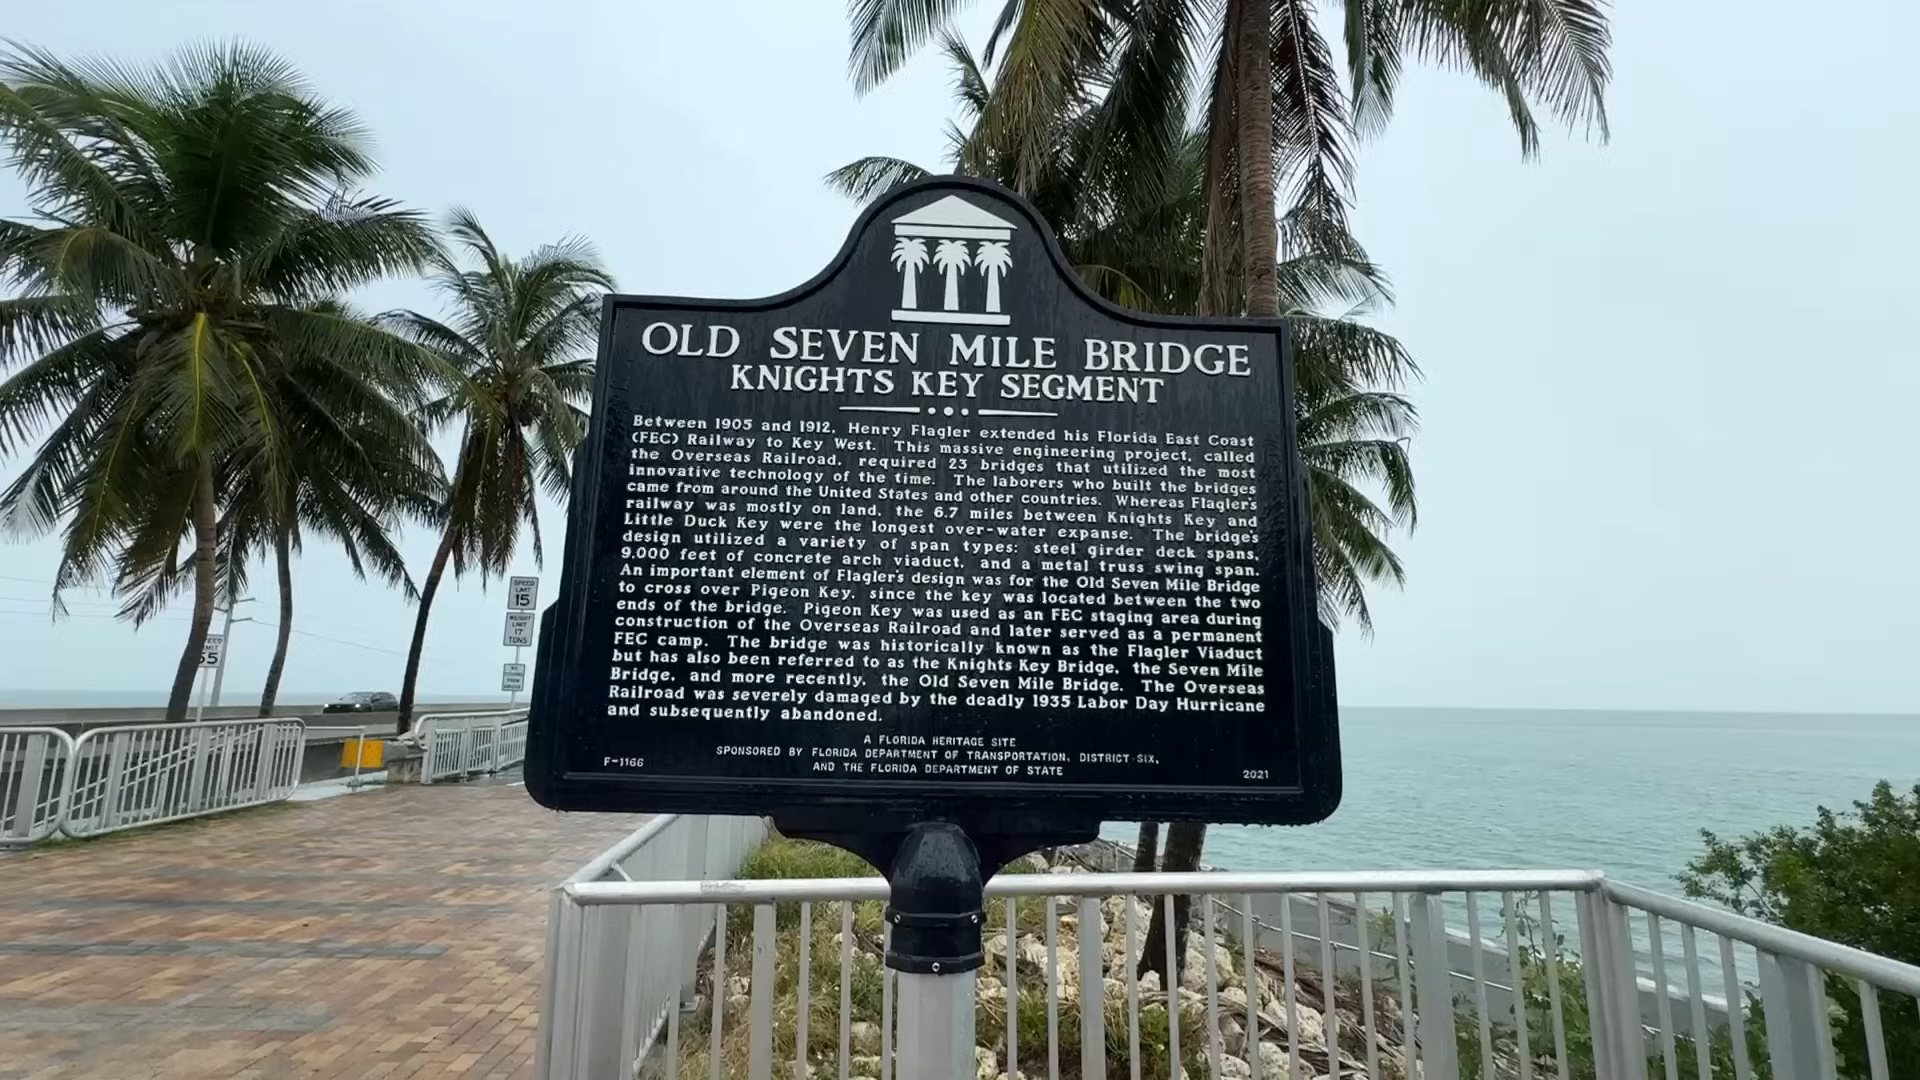 OLD SEVEN MILE BRIDGE
KNIGHTS KEY SEGMENT
Between 1905 and 1912, Henry Flagler extended his Florida East Coast
(FEC) Railway to Key West. This massive engineering project, called
the Overseas Railroad, required 23 bridges that utilized the most
innovative technology of the time. The laborers who built the bridges
came from around the United States and other countries. Whereas Flagler's
railway was mostly on land, the 6.7 miles between Knights Key and
Little Duck Key were the longest over-water expanse. The bridge's
design utilized a variety of span types: steel girder deck spans,
9,000 feet of concrete arch viaduct, and a metal truss swing span.
An important element of Flagler's design was for the Old Seven Mile Bridge
to cross over Pigeon Key, since the key was located between the two
ends of the bridge. Pigeon Key was used as an FEC staging area during
construction of the Overseas Railroad and later served as a permanent
FEC camp. The bridge was historically known as the Flagler Viaduct
but has also been referred to as the Knights Key Bridge, the Seven Mile
Bridge, and more recently, the Old Seven Mile Bridge. The Overseas
Railroad was severely damaged by the deadly 1935 Labor Day Hurricane
and subsequently abandoned.
A FLORIDA HERITAGE SITE
SPONSORED BY FLORIDA DEPARTMENT OF TRANSPORTATION, DISTRICT SIX,
AND THE FLORIDA DEPARTMENT OF STATE
F-1166
2021
SPEED
LIMIT
15
WEIGHT
LIMIT
17
TONS
55